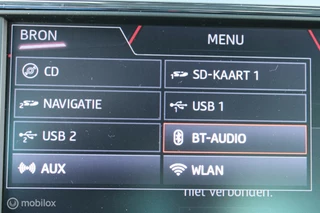 BRON
MENU
CD
SD-KAART 1
NAVIGATIE
USB 1
USB 2
BT-AUDIO
AUX
WLAN
niet verbonden.
mobilox